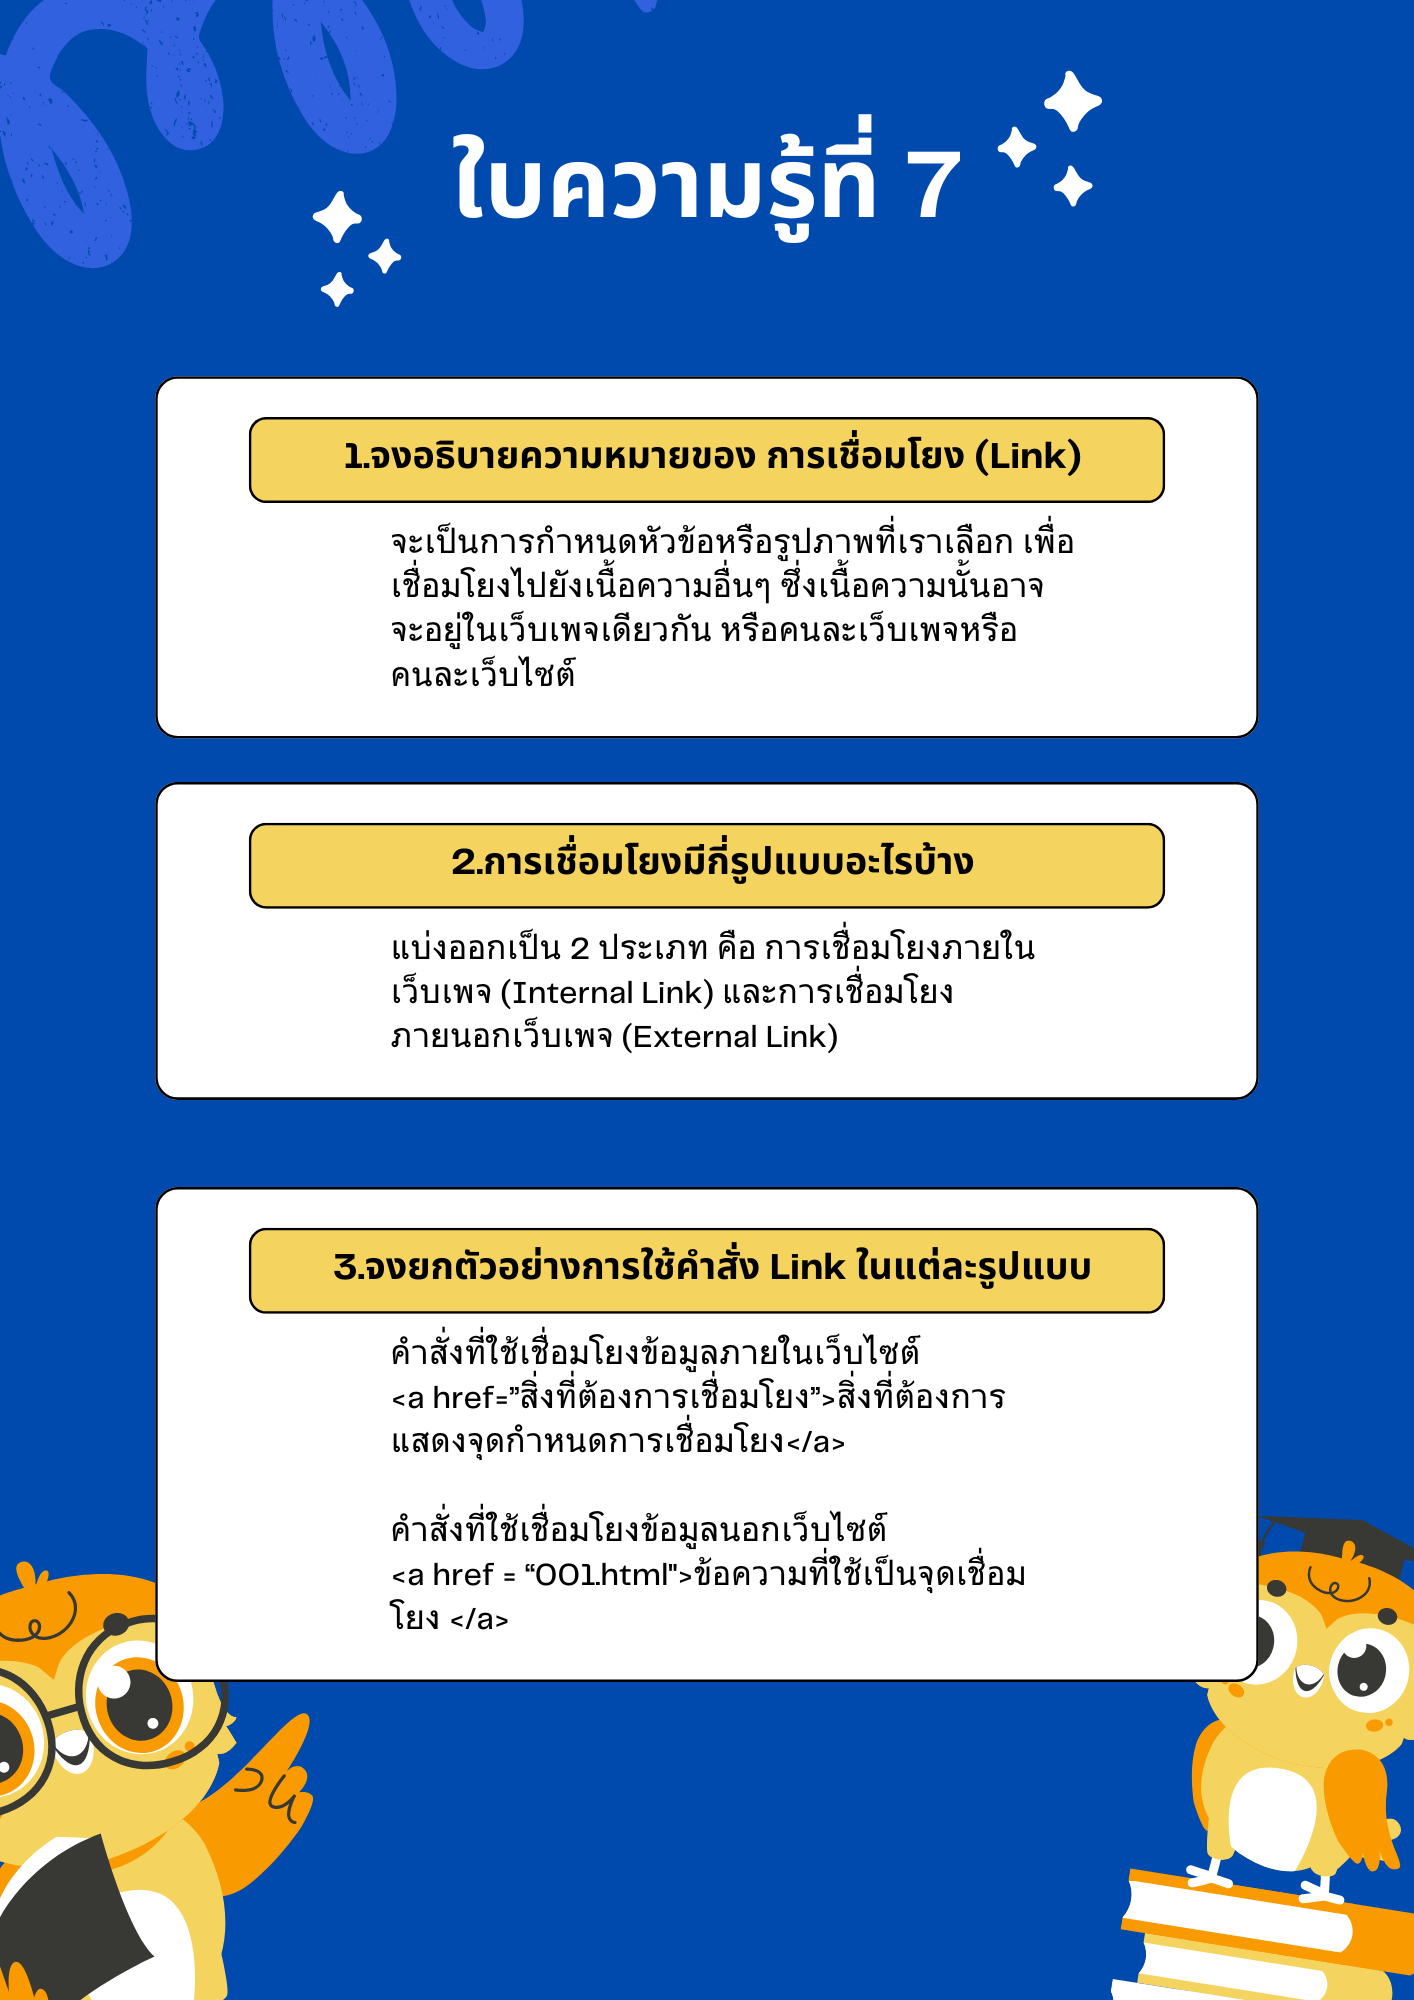 ใบความรู้ที่ 7
1.จงอธิบายความหมายของ การเชื่อมโยง (Link)
จะเป็นการกำหนดหัวข้อหรือรูปภาพที่เราเลือก เพื่อ
เชื่อมโยงไปยังเนื้อความอื่นๆ ซึ่งเนื้อความนั้นอาจ
จะอยู่ในเว็บเพจเดียวกัน หรือคนละเว็บเพจหรือ
คนละเว็บไซต์
2.การเชื่อมโยงมีกี่รูปแบบอะไรบ้าง
แบ่งออกเป็น 2 ประเภท คือ การเชื่อมโยงภายใน
เว็บเพจ (Internal Link) และการเชื่อมโยง
ภายนอกเว็บเพจ (External Link)
3.จงยกตัวอย่างการใช้คำสั่ง Link ในแต่ละรูปแบบ
คำสั่งที่ใช้เชื่อมโยงข้อมูลภายในเว็บไซต์
<a href=”สิ่งที่ต้องการเชื่อมโยง”>สิ่งที่ต้องการ
แสดงจุดกำหนดการเชื่อมโยง</a>
คำสั่งที่ใช้เชื่อมโยงข้อมูลนอกเว็บไซต์
<a href = “001.html">ข้อความที่ใช้เป็นจุดเชื่อม
โยง </a>